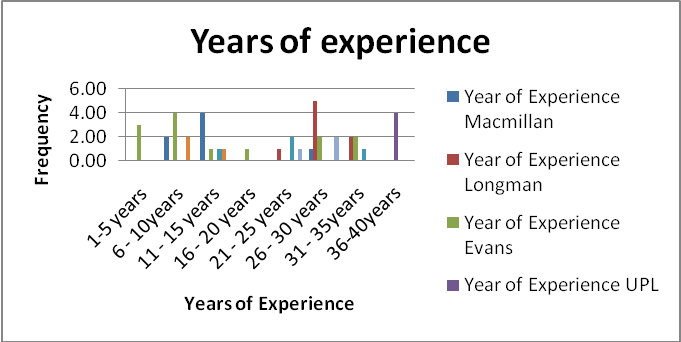 Years of experience
6.00
4.00
2.00
0.00
Frequency
1-5 years
6 - 10years
11 - 15 years
16 - 20 years
21 - 25 years
26 - 30 years
31 - 35years
36-40years
Years of Experience
Year of Experience
Macmillan
Year of Experience
Longman
Year of Experience
Evans
Year of Experience UPL